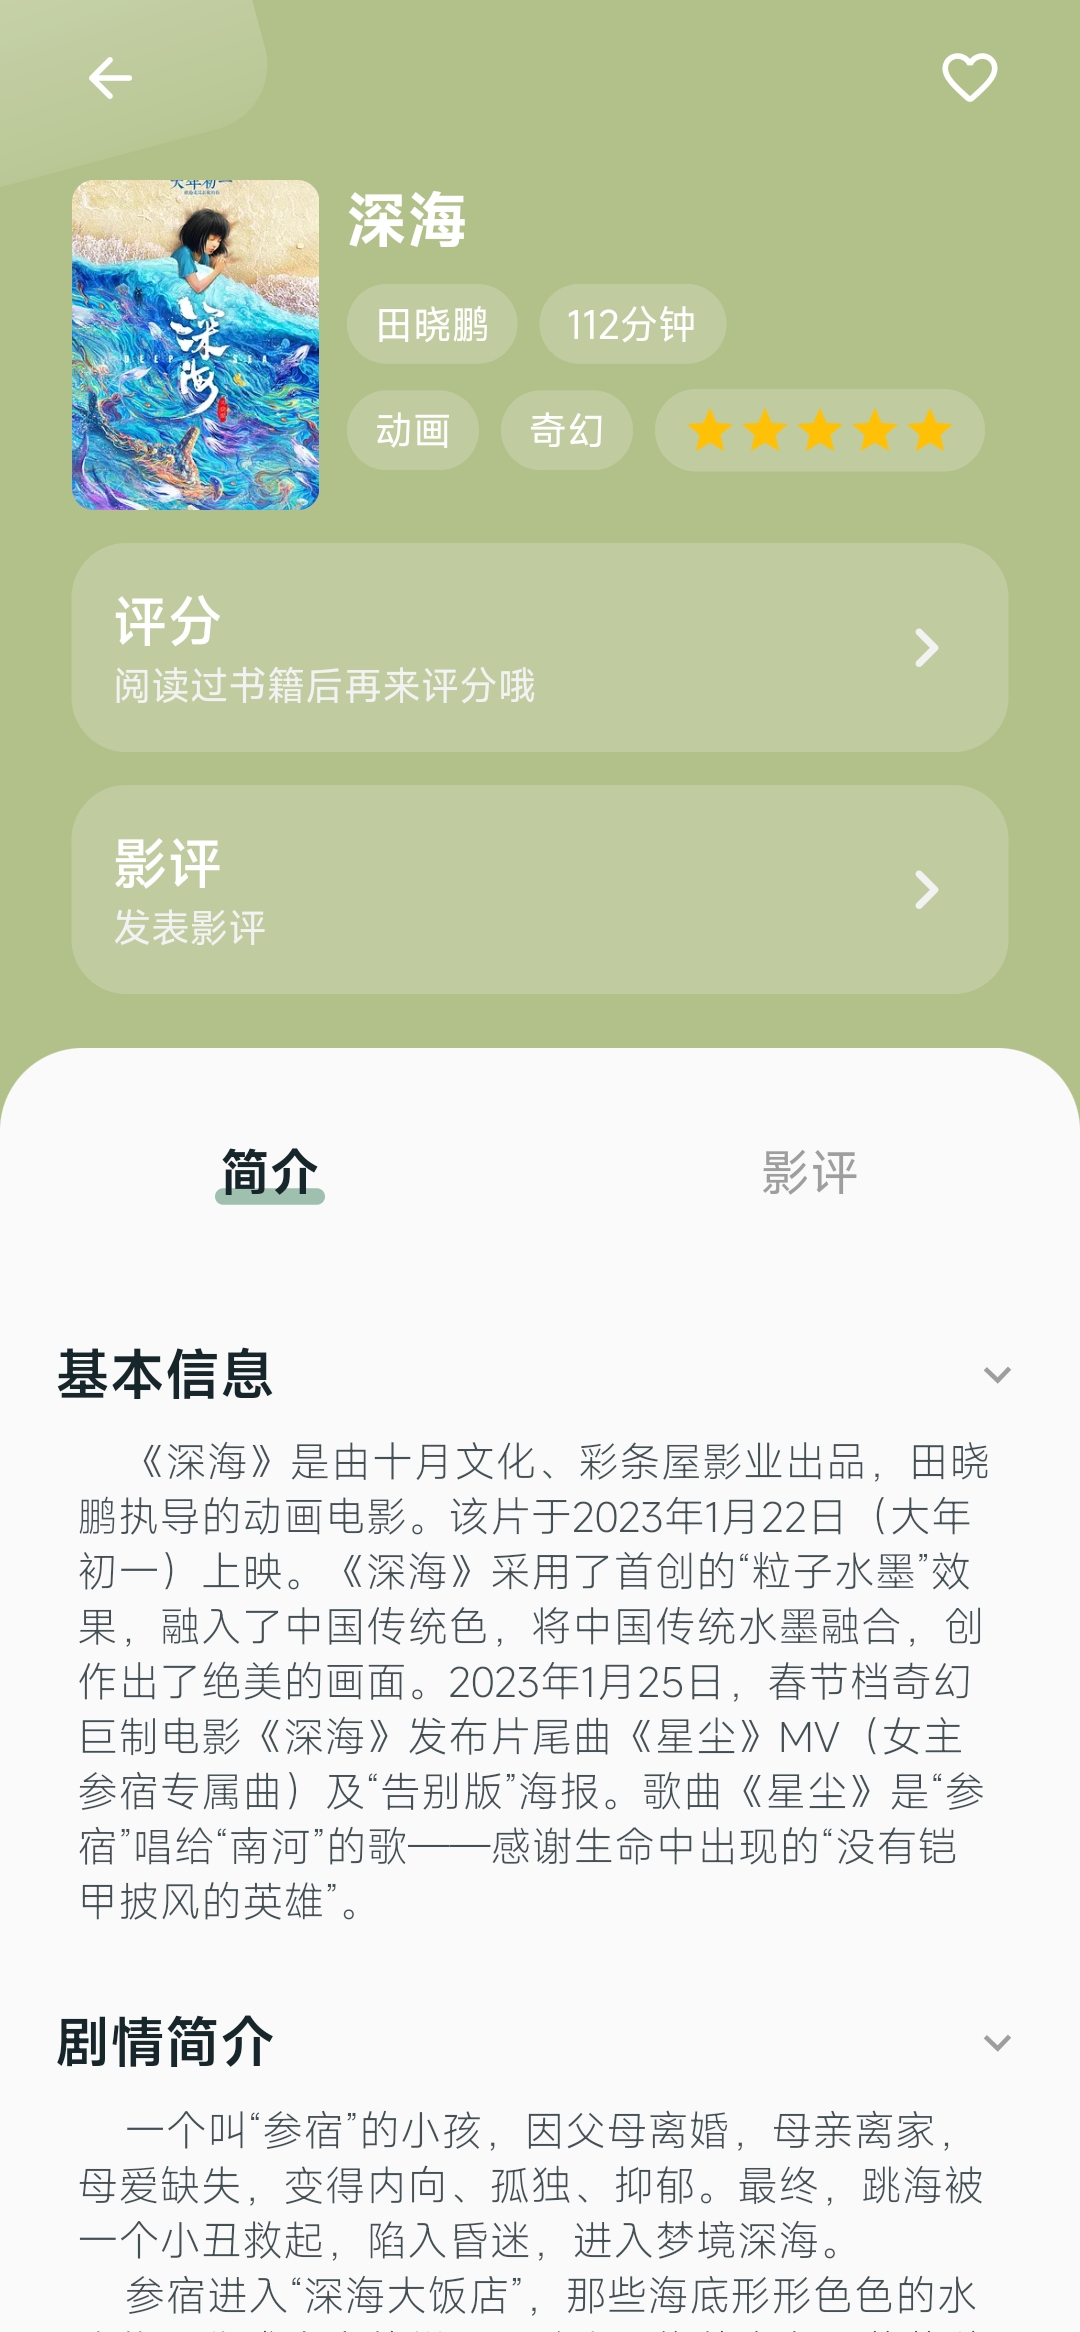 大年初一
深海
DEEP SEA
深海
田晓鹏
112分钟
动画
奇幻
评分
阅读过书籍后再来评分哦
影评
发表影评
简介
影评
基本信息
《深海》是由十月文化、彩条屋影业出品，田晓
鹏执导的动画电影。该片于2023年1月22日（大年
初一）上映。《深海》采用了首创的“粒子水墨”效
果，融入了中国传统色，将中国传统水墨融合，创
作出了绝美的画面。2023年1月25日，春节档奇幻
巨制电影《深海》发布片尾曲《星尘》MV（女主
参宿专属曲）及“告别版”海报。歌曲《星尘》是“参
宿”唱给“南河”的歌——感谢生命中出现的“没有铠
甲披风的英雄”。
剧情简介
一个叫“参宿”的小孩，因父母离婚，母亲离家，
母爱缺失，变得内向、孤独、抑郁。最终，跳海被
一个小丑救起，陷入昏迷，进入梦境深海。
参宿进入“深海大饭店”，那些海底形形色色的水